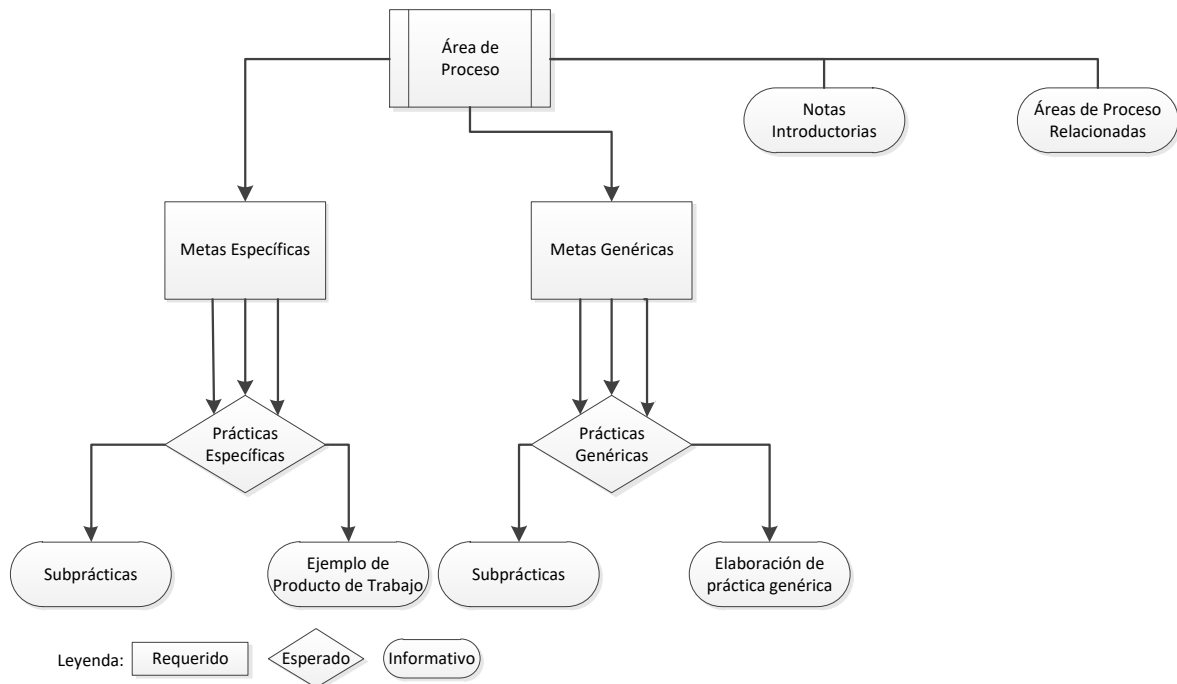 Área de
Proceso
Notas
Introductorias
Áreas de Proceso
Relacionadas
Metas Específicas
Metas Genéricas
Prácticas
Específicas
Prácticas
Genéricas
Subprácticas
Ejemplo de
Producto de Trabajo
Subprácticas
Elaboración de
práctica genérica
Leyenda:
Requerido
Esperado
Informativo